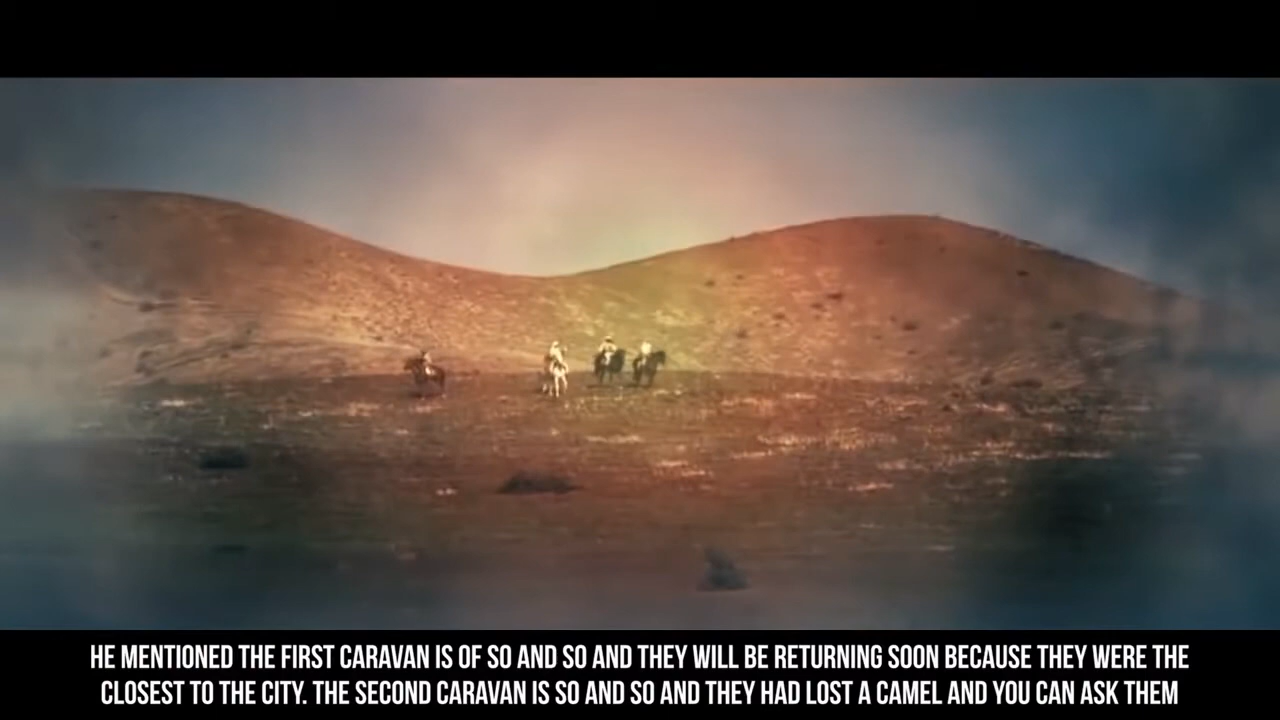 HE MENTIONED THE FIRST CARAVAN IS OF SO AND SO AND THEY WILL BE RETURNING SOON BECAUSE THEY WERE THE
CLOSEST TO THE CITY. THE SECOND CARAVAN IS SO AND SO AND THEY HAD LOST A CAMEL AND YOU CAN ASK THEM